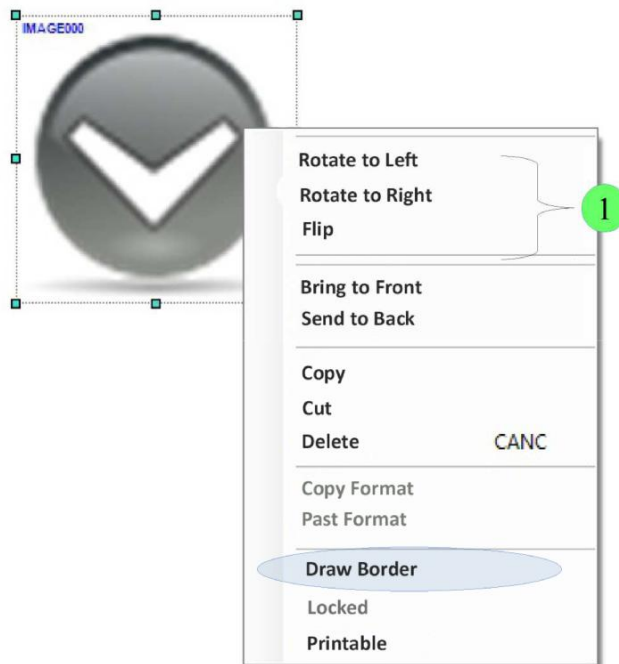 IMAGE000
Rotate to Left
Rotate to Right
Flip
1
Bring to Front
Send to Back
Copy
Cut
Delete CANC
Copy Format
Past Format
Draw Border
Locked
Printable